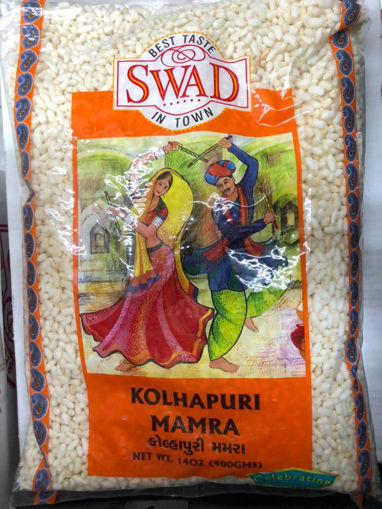 BEST TASTE
SWAD
IN TOWN
KOLHAPURI
MAMRA
કોલ્હાપુરી મમરા
NET WT. 14OZ (400GMS)
Celebrating